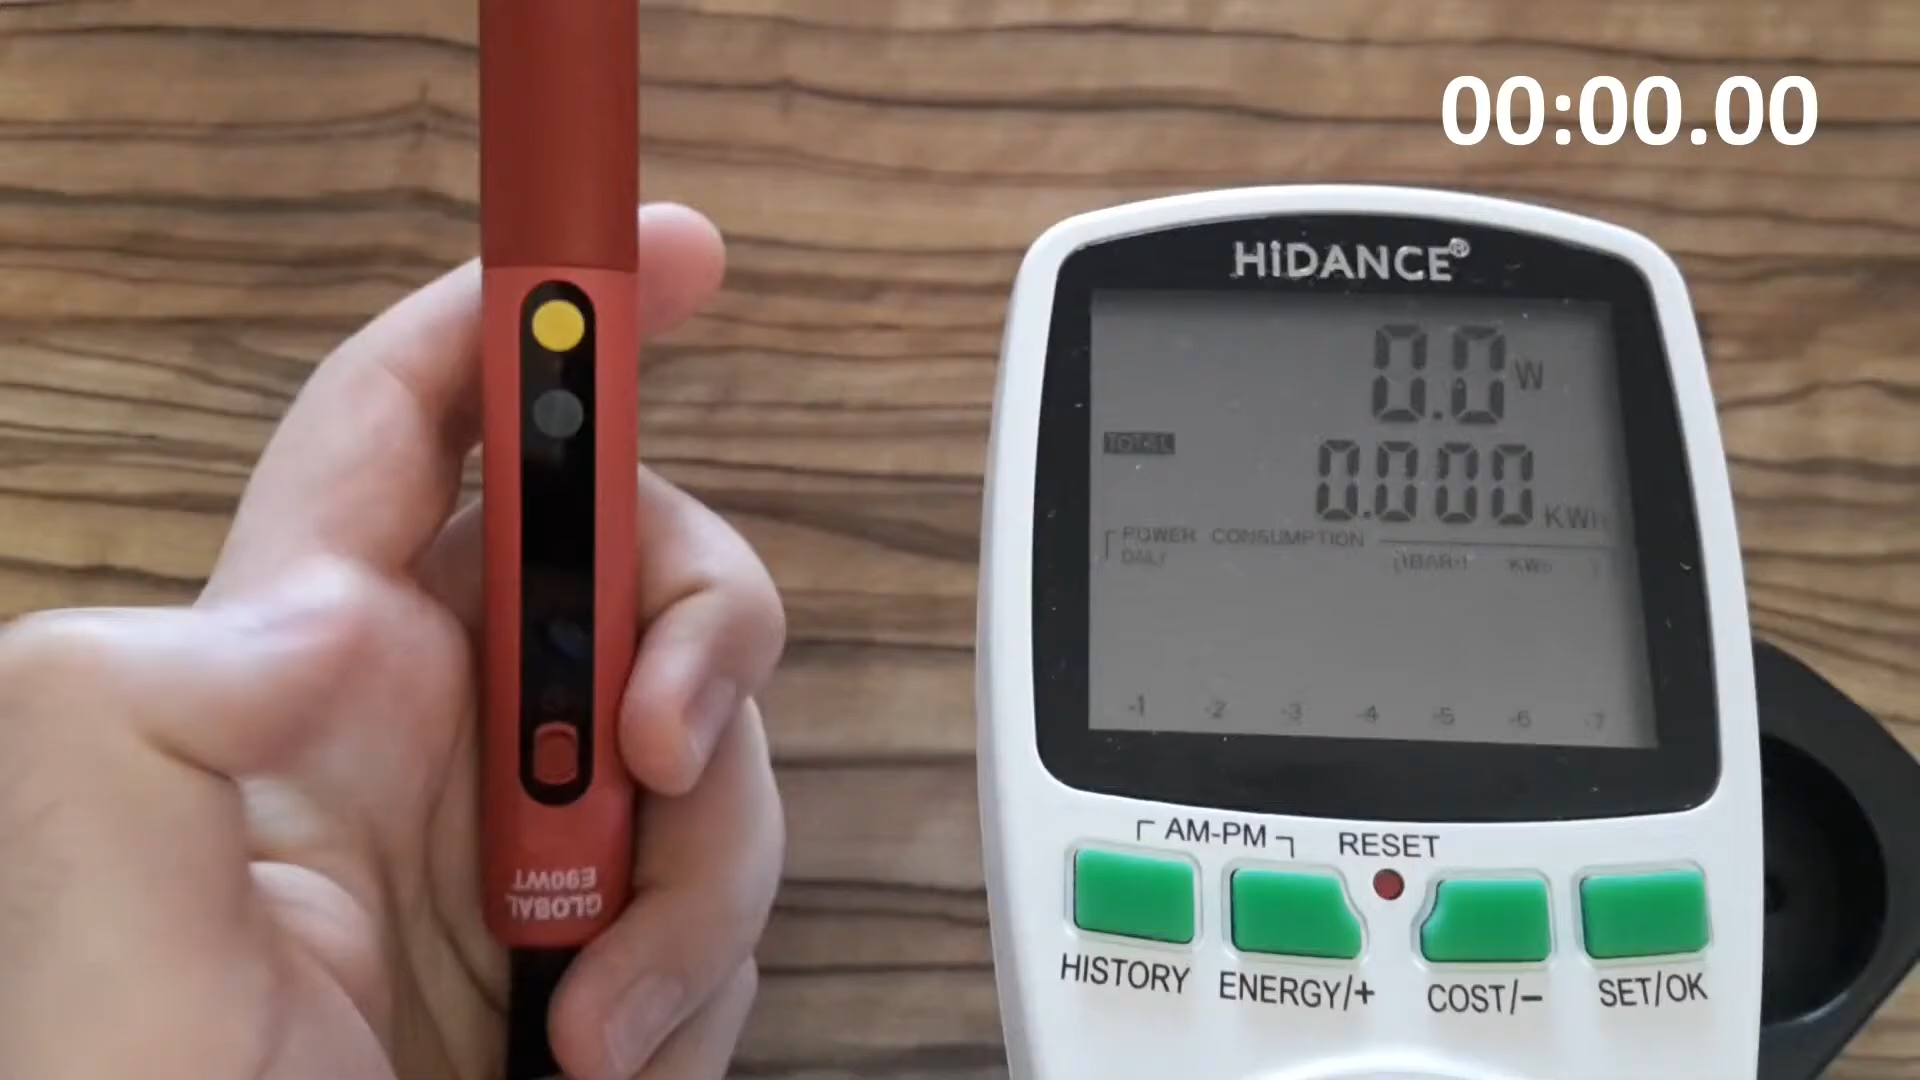 00:00.00
HiDANCE®
0.0 W
TOTAL
0.000 KWh
POWER CONSUMPTION
DAILY
-1 -2 -3 -4 -5 -6 -7
AM-PM RESET
HISTORY ENERGY/+ COST/− SET/OK
GLOBAL
E90WT